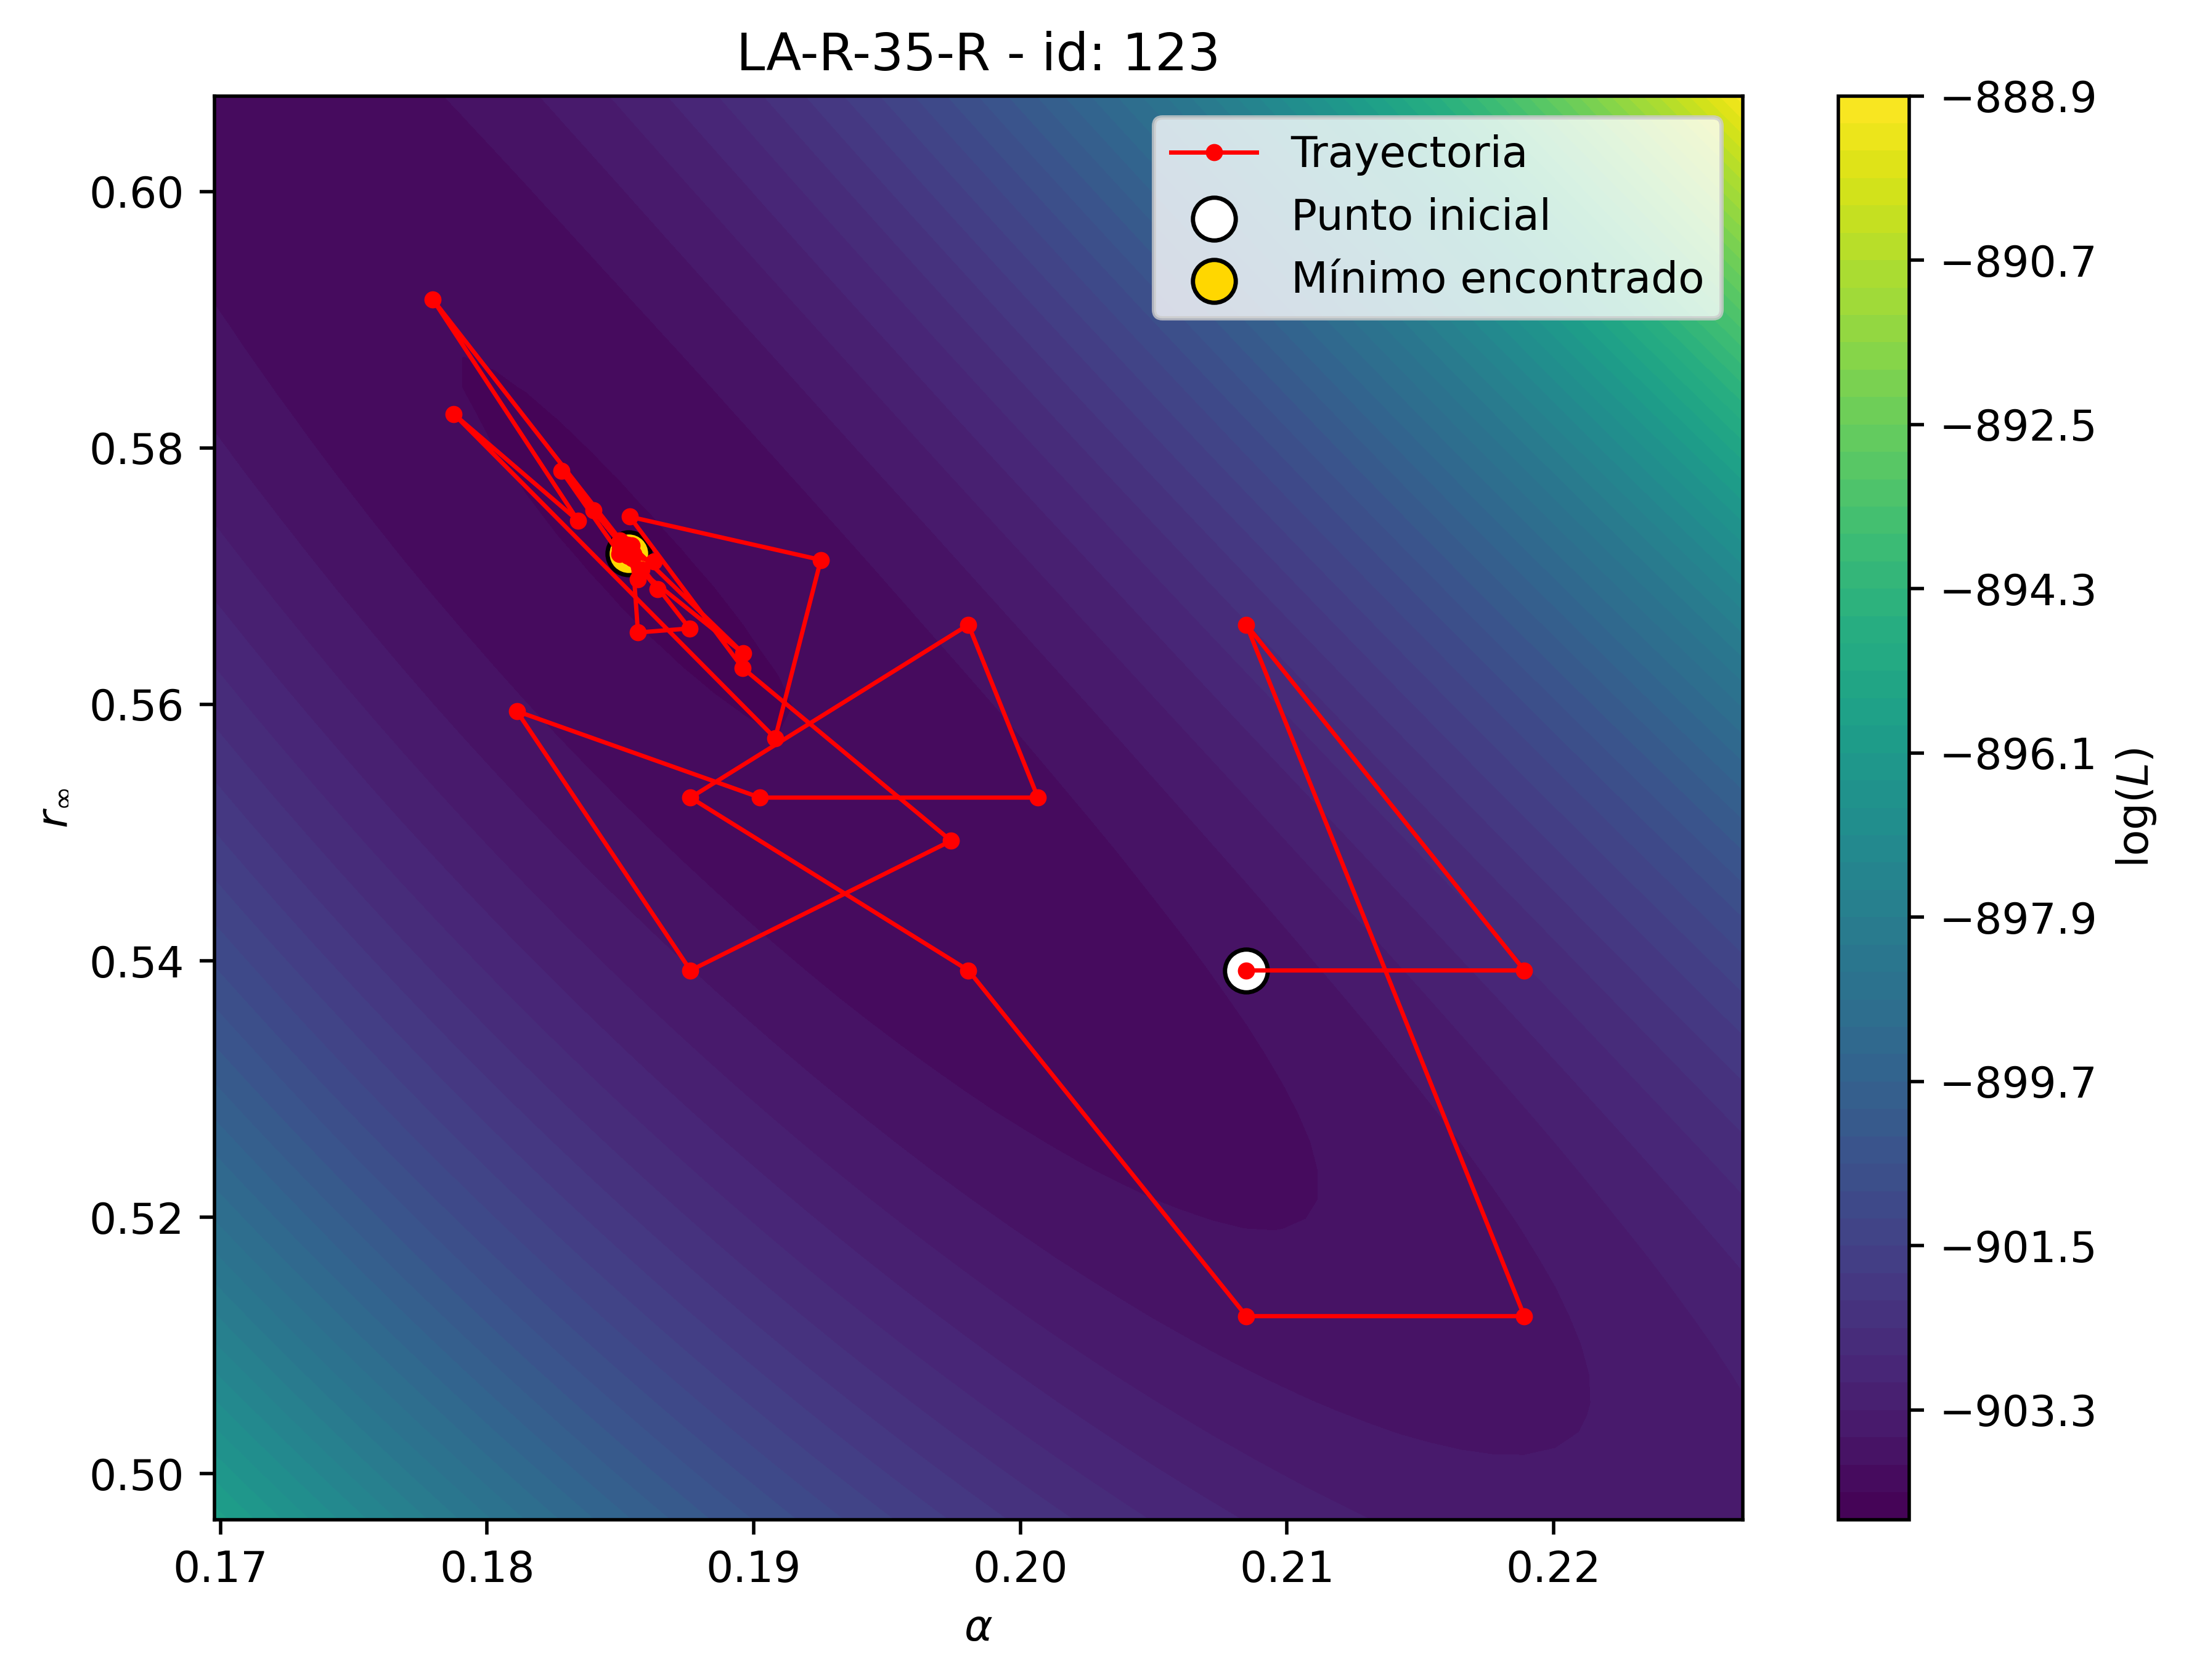 LA-R-35-R - id: 123
Trayectoria
Punto inicial
Mínimo encontrado
0.60
0.58
0.56
0.54
0.52
0.50
r∞
0.17 0.18 0.19 0.20 0.21 0.22
α
−888.9
−890.7
−892.5
−894.3
−896.1
−897.9
−899.7
−901.5
−903.3
log(L)